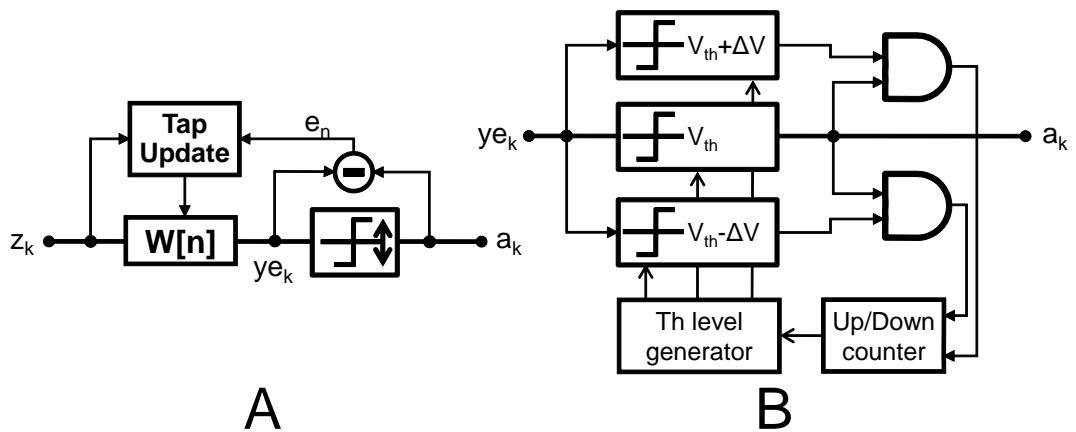 Tap
Update
e_n
z_k
W[n]
ye_k
a_k
A
V_th+ΔV
ye_k
V_th
a_k
V_th-ΔV
Th level
generator
Up/Down
counter
B